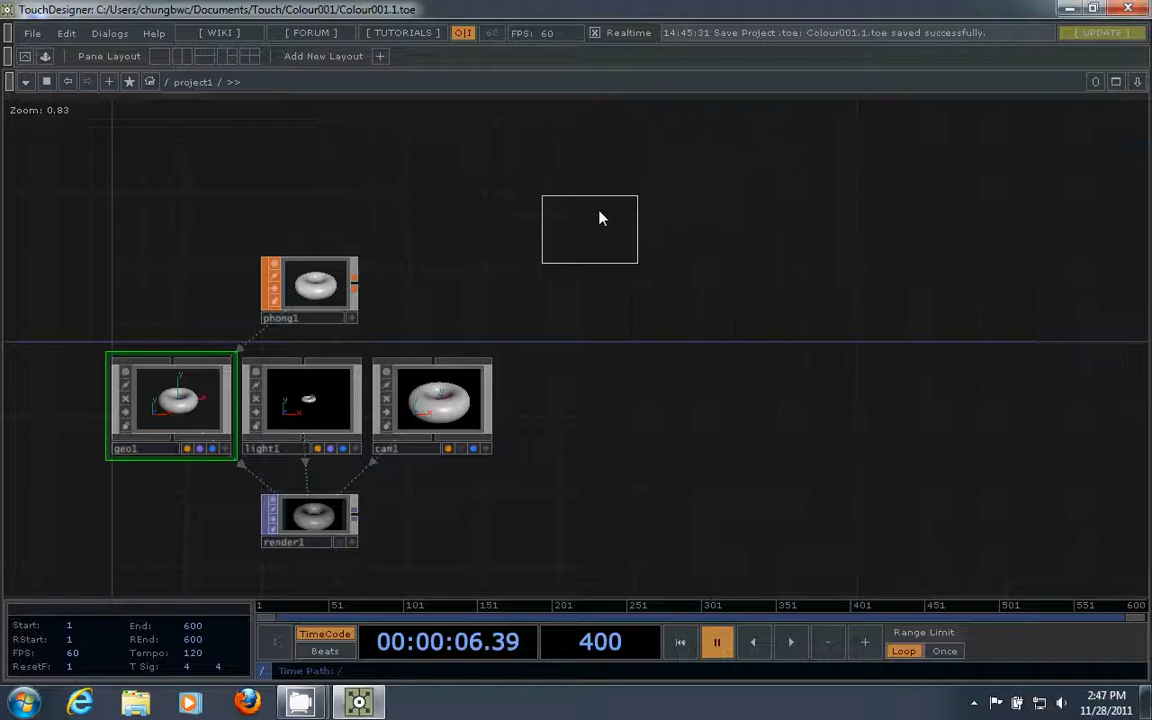 TouchDesigner: C:/Users/chungbwc/Documents/Touch/Colour001/Colour001.1.toe
File Edit Dialogs Help [ WIKI ] [ FORUM ] [ TUTORIALS ] O|I 60 FPS: 60 Realtime 14:45:31 Save Project .toe: Colour001.1.toe saved successfully. [ UPDATE ]
Pane Layout Add New Layout +
/ project1 / >> 0
Zoom: 0.83
phong1
geo1 light1 cam1
render1
1 51 101 151 201 251 301 351 401 451 501 551 600
Start: 1 End: 600
RStart: 1 REnd: 600
FPS: 60 Tempo: 120
ResetF: 1 T Sig: 4 4
TimeCode
Beats
00:00:06.39 400
Range Limit
Loop Once
/ Time Path: /
2:47 PM
11/28/2011